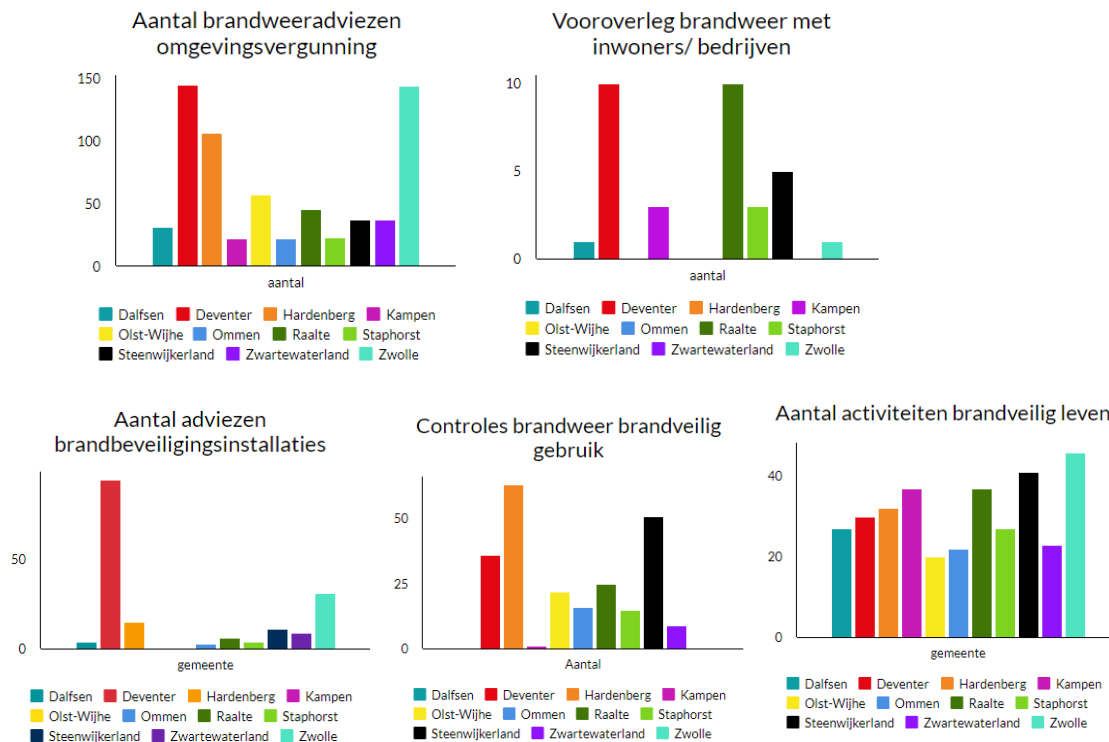 Aantal brandweeradviezen
omgevingsvergunning
150
100
50
0
aantal
Dalfsen Deventer Hardenberg Kampen
Olst-Wijhe Ommen Raalte Staphorst
Steenwijkerland Zwartewaterland Zwolle
Vooroverleg brandweer met
inwoners/ bedrijven
10
5
0
aantal
Dalfsen Deventer Hardenberg Kampen
Olst-Wijhe Ommen Raalte Staphorst
Steenwijkerland Zwartewaterland Zwolle
Aantal adviezen
brandbeveiligingsinstallaties
50
0
gemeente
Dalfsen Deventer Hardenberg Kampen
Olst-Wijhe Ommen Raalte Staphorst
Steenwijkerland Zwartewaterland Zwolle
Controles brandweer brandveilig
gebruik
50
25
0
Aantal
Dalfsen Deventer Hardenberg Kampen
Olst-Wijhe Ommen Raalte Staphorst
Steenwijkerland Zwartewaterland Zwolle
Aantal activiteiten brandveilig leven
40
20
0
gemeente
Dalfsen Deventer Hardenberg Kampen
Olst-Wijhe Ommen Raalte Staphorst
Steenwijkerland Zwartewaterland Zwolle